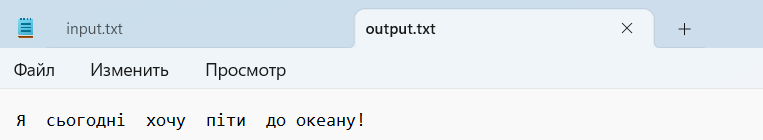 input.txt output.txt
Файл Изменить Просмотр
Я  сьогодні  хочу  піти  до океану!